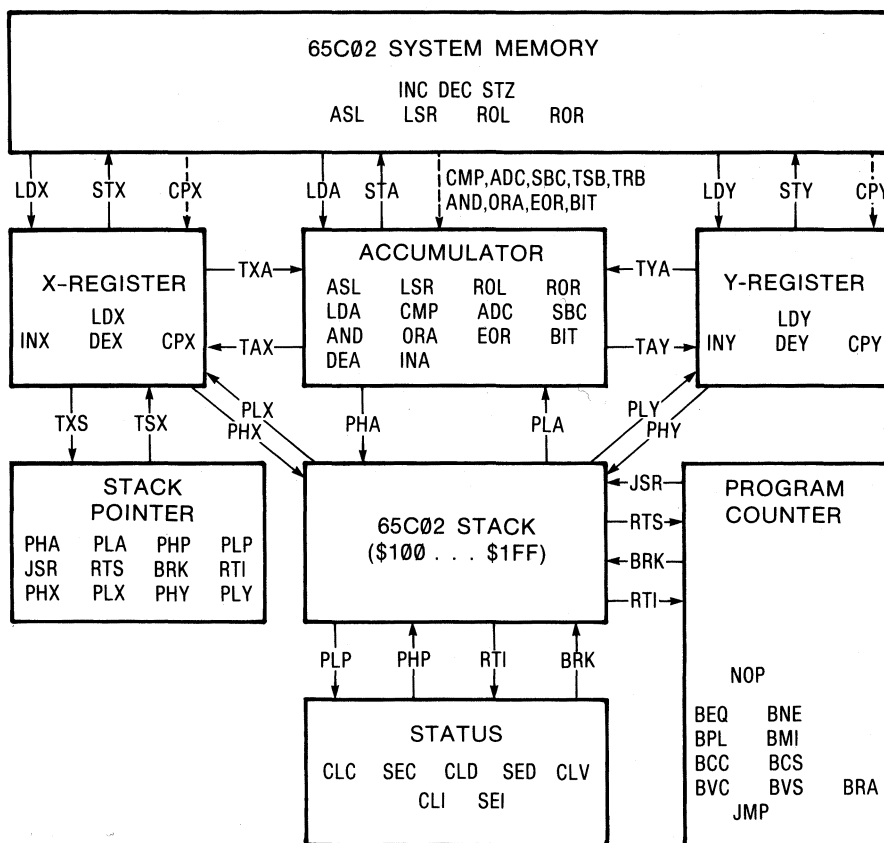 65CØ2 SYSTEM MEMORY
INC DEC STZ
ASL LSR ROL ROR
LDX STX CPX LDA STA CMP,ADC,SBC,TSB,TRB
AND,ORA,EOR,BIT
LDY STY CPY
X-REGISTER
LDX
INX DEX CPX
TXA
TAX
ACCUMULATOR
ASL LSR ROL ROR
LDA CMP ADC SBC
AND ORA EOR BIT
DEA INA
TYA
TAY
Y-REGISTER
LDY
INY DEY CPY
TXS TSX PLX
PHX
PHA PLA PLY
PHY
STACK
POINTER
PHA PLA PHP PLP
JSR RTS BRK RTI
PHX PLX PHY PLY
65CØ2 STACK
($1ØØ . . . $1FF)
JSR
RTS
BRK
RTI
PROGRAM
COUNTER
NOP
BEQ BNE
BPL BMI
BCC BCS
BVC BVS BRA
JMP
PLP PHP RTI BRK
STATUS
CLC SEC CLD SED CLV
CLI SEI